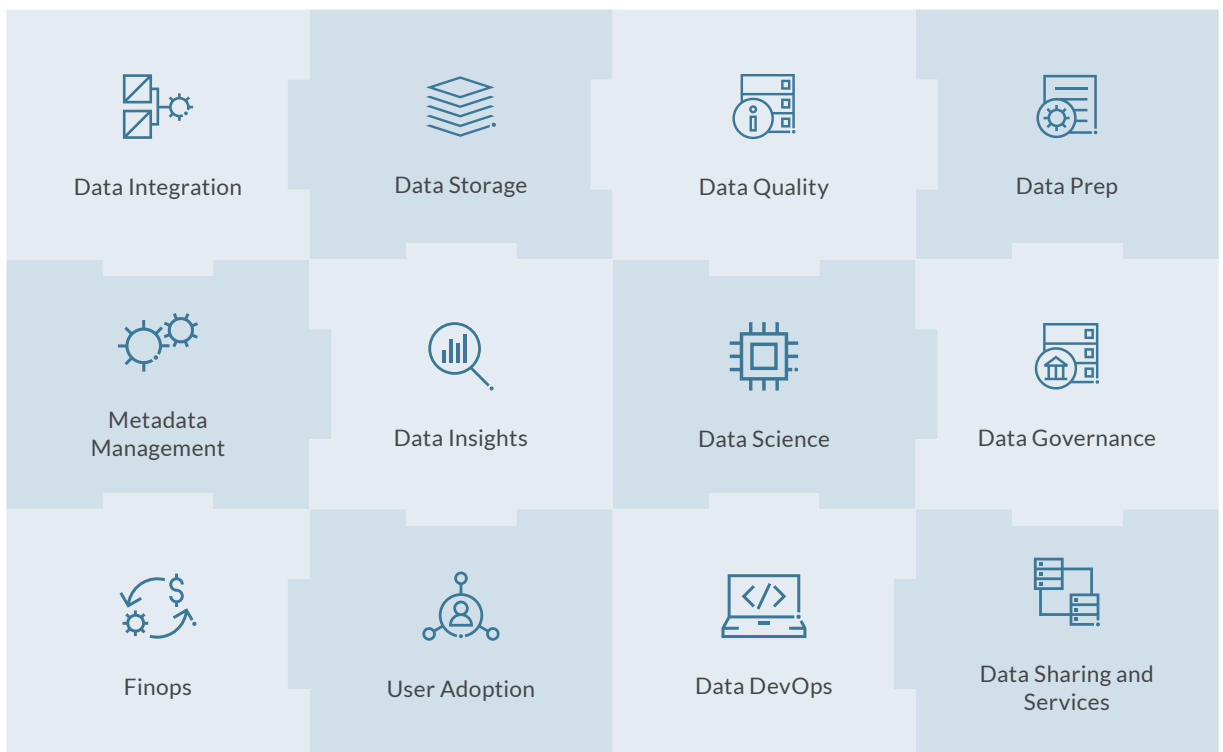 Data Integration
Data Storage
Data Quality
Data Prep
Metadata
Management
Data Insights
Data Science
Data Governance
Finops
User Adoption
Data DevOps
Data Sharing and
Services